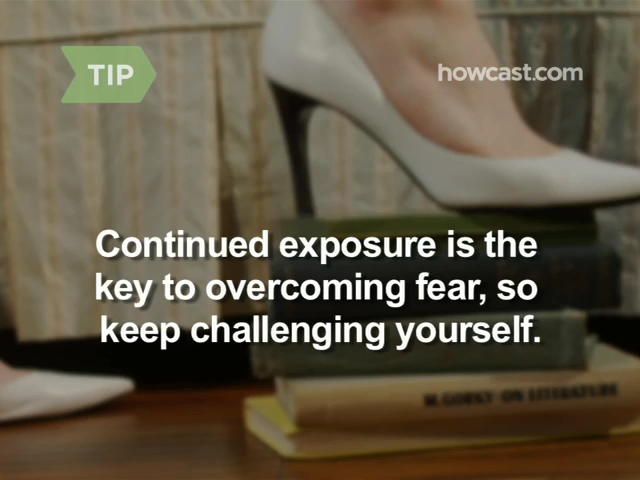 TIP
howcast.com
Continued exposure is the
key to overcoming fear, so
keep challenging yourself.
M. GORKY ON LITERATURE